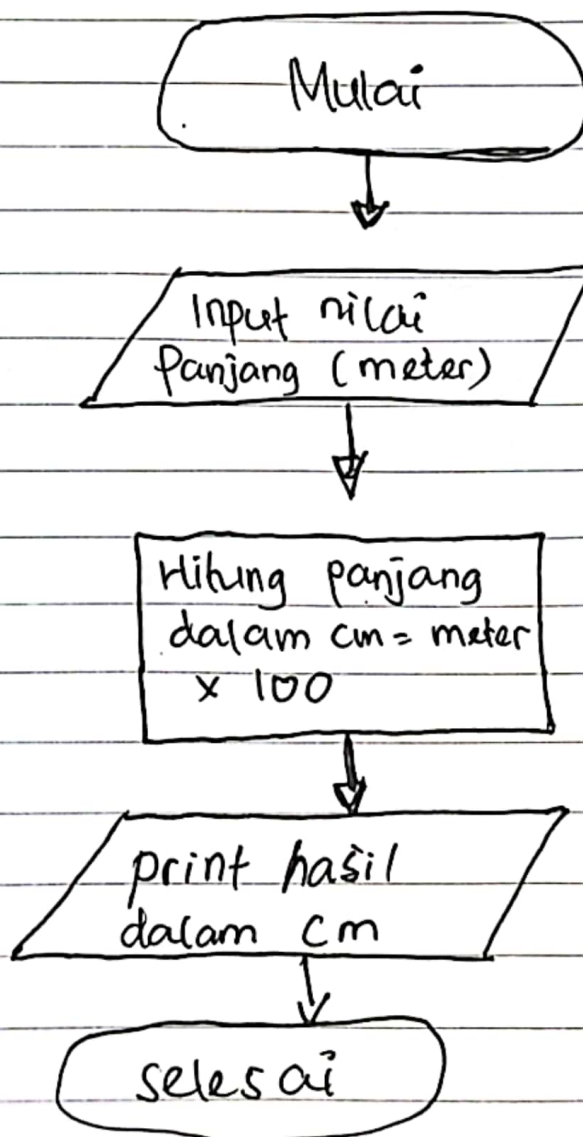 Mulai
Input nilai
Panjang (meter)
Hitung panjang
dalam cm = meter
x 100
print hasil
dalam cm
selesai